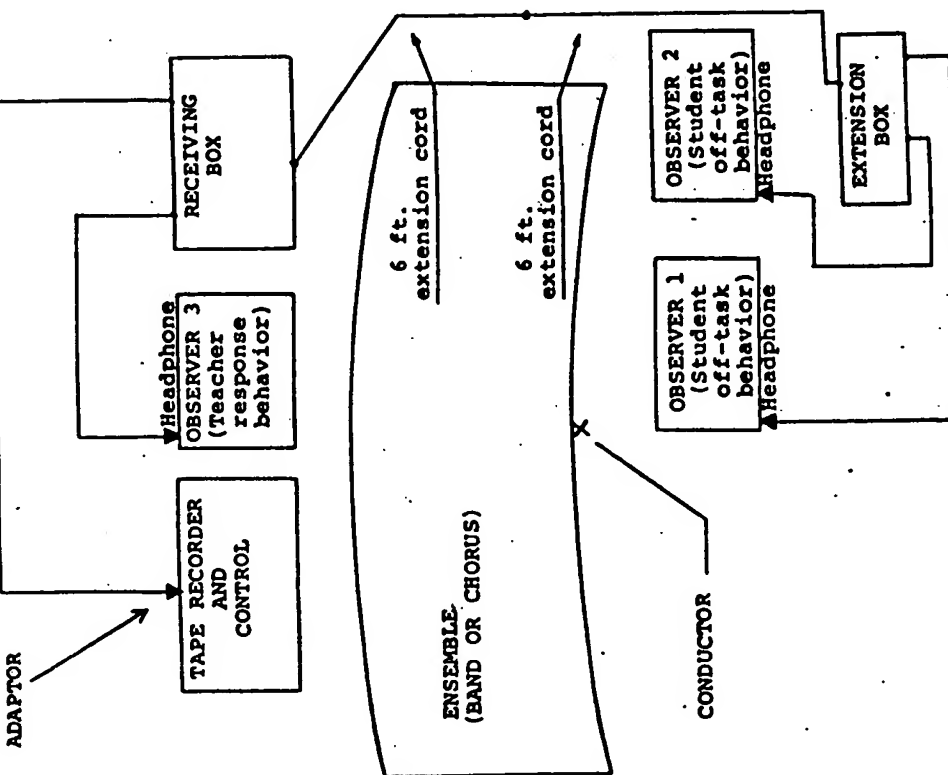 ADAPTOR
TAPE RECORDER
AND
CONTROL
Headphone
OBSERVER 3
(Teacher
response
behavior)
RECEIVING
BOX
ENSEMBLE
(BAND OR CHORUS)
6 ft.
extension cord
6 ft.
extension cord
CONDUCTOR
OBSERVER 1
(Student
off-task
behavior)
Headphone
OBSERVER 2
(Student
off-task
behavior)
Headphone
EXTENSION
BOX